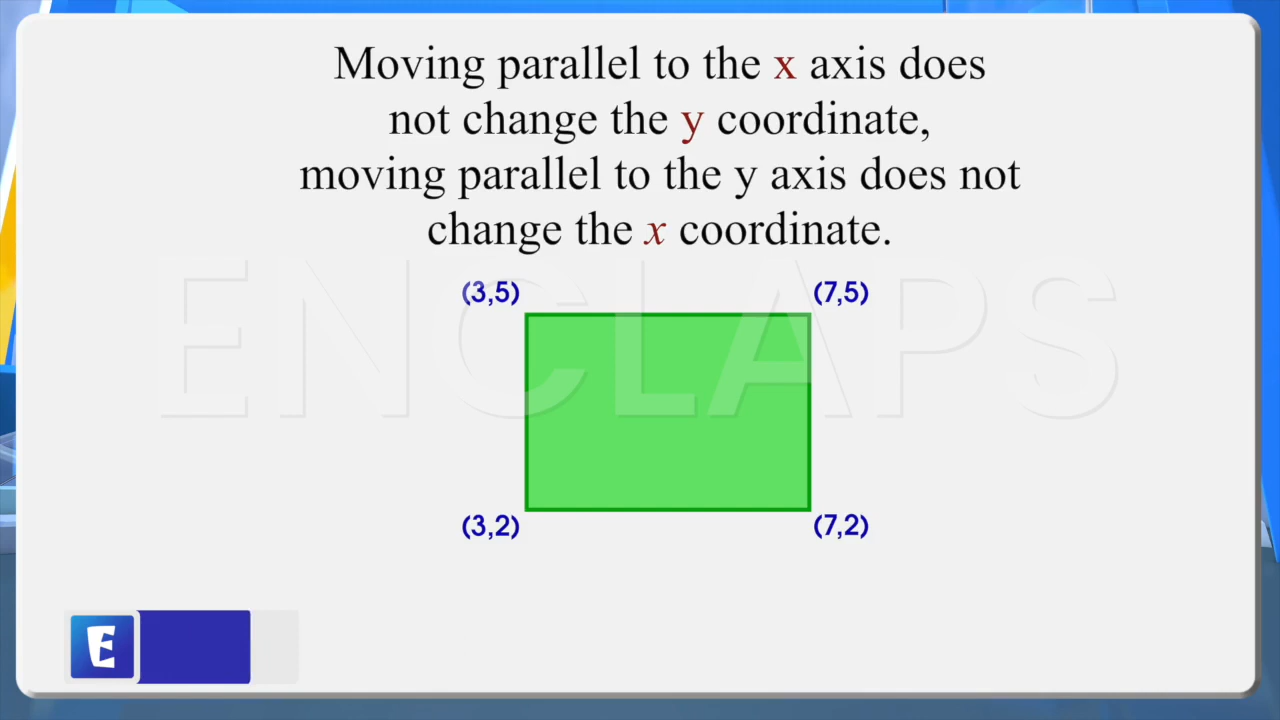 Moving parallel to the x axis does
not change the y coordinate,
moving parallel to the y axis does not
change the x coordinate.
(3,5) (7,5)
ENCLAPS
(3,2) (7,2)
E